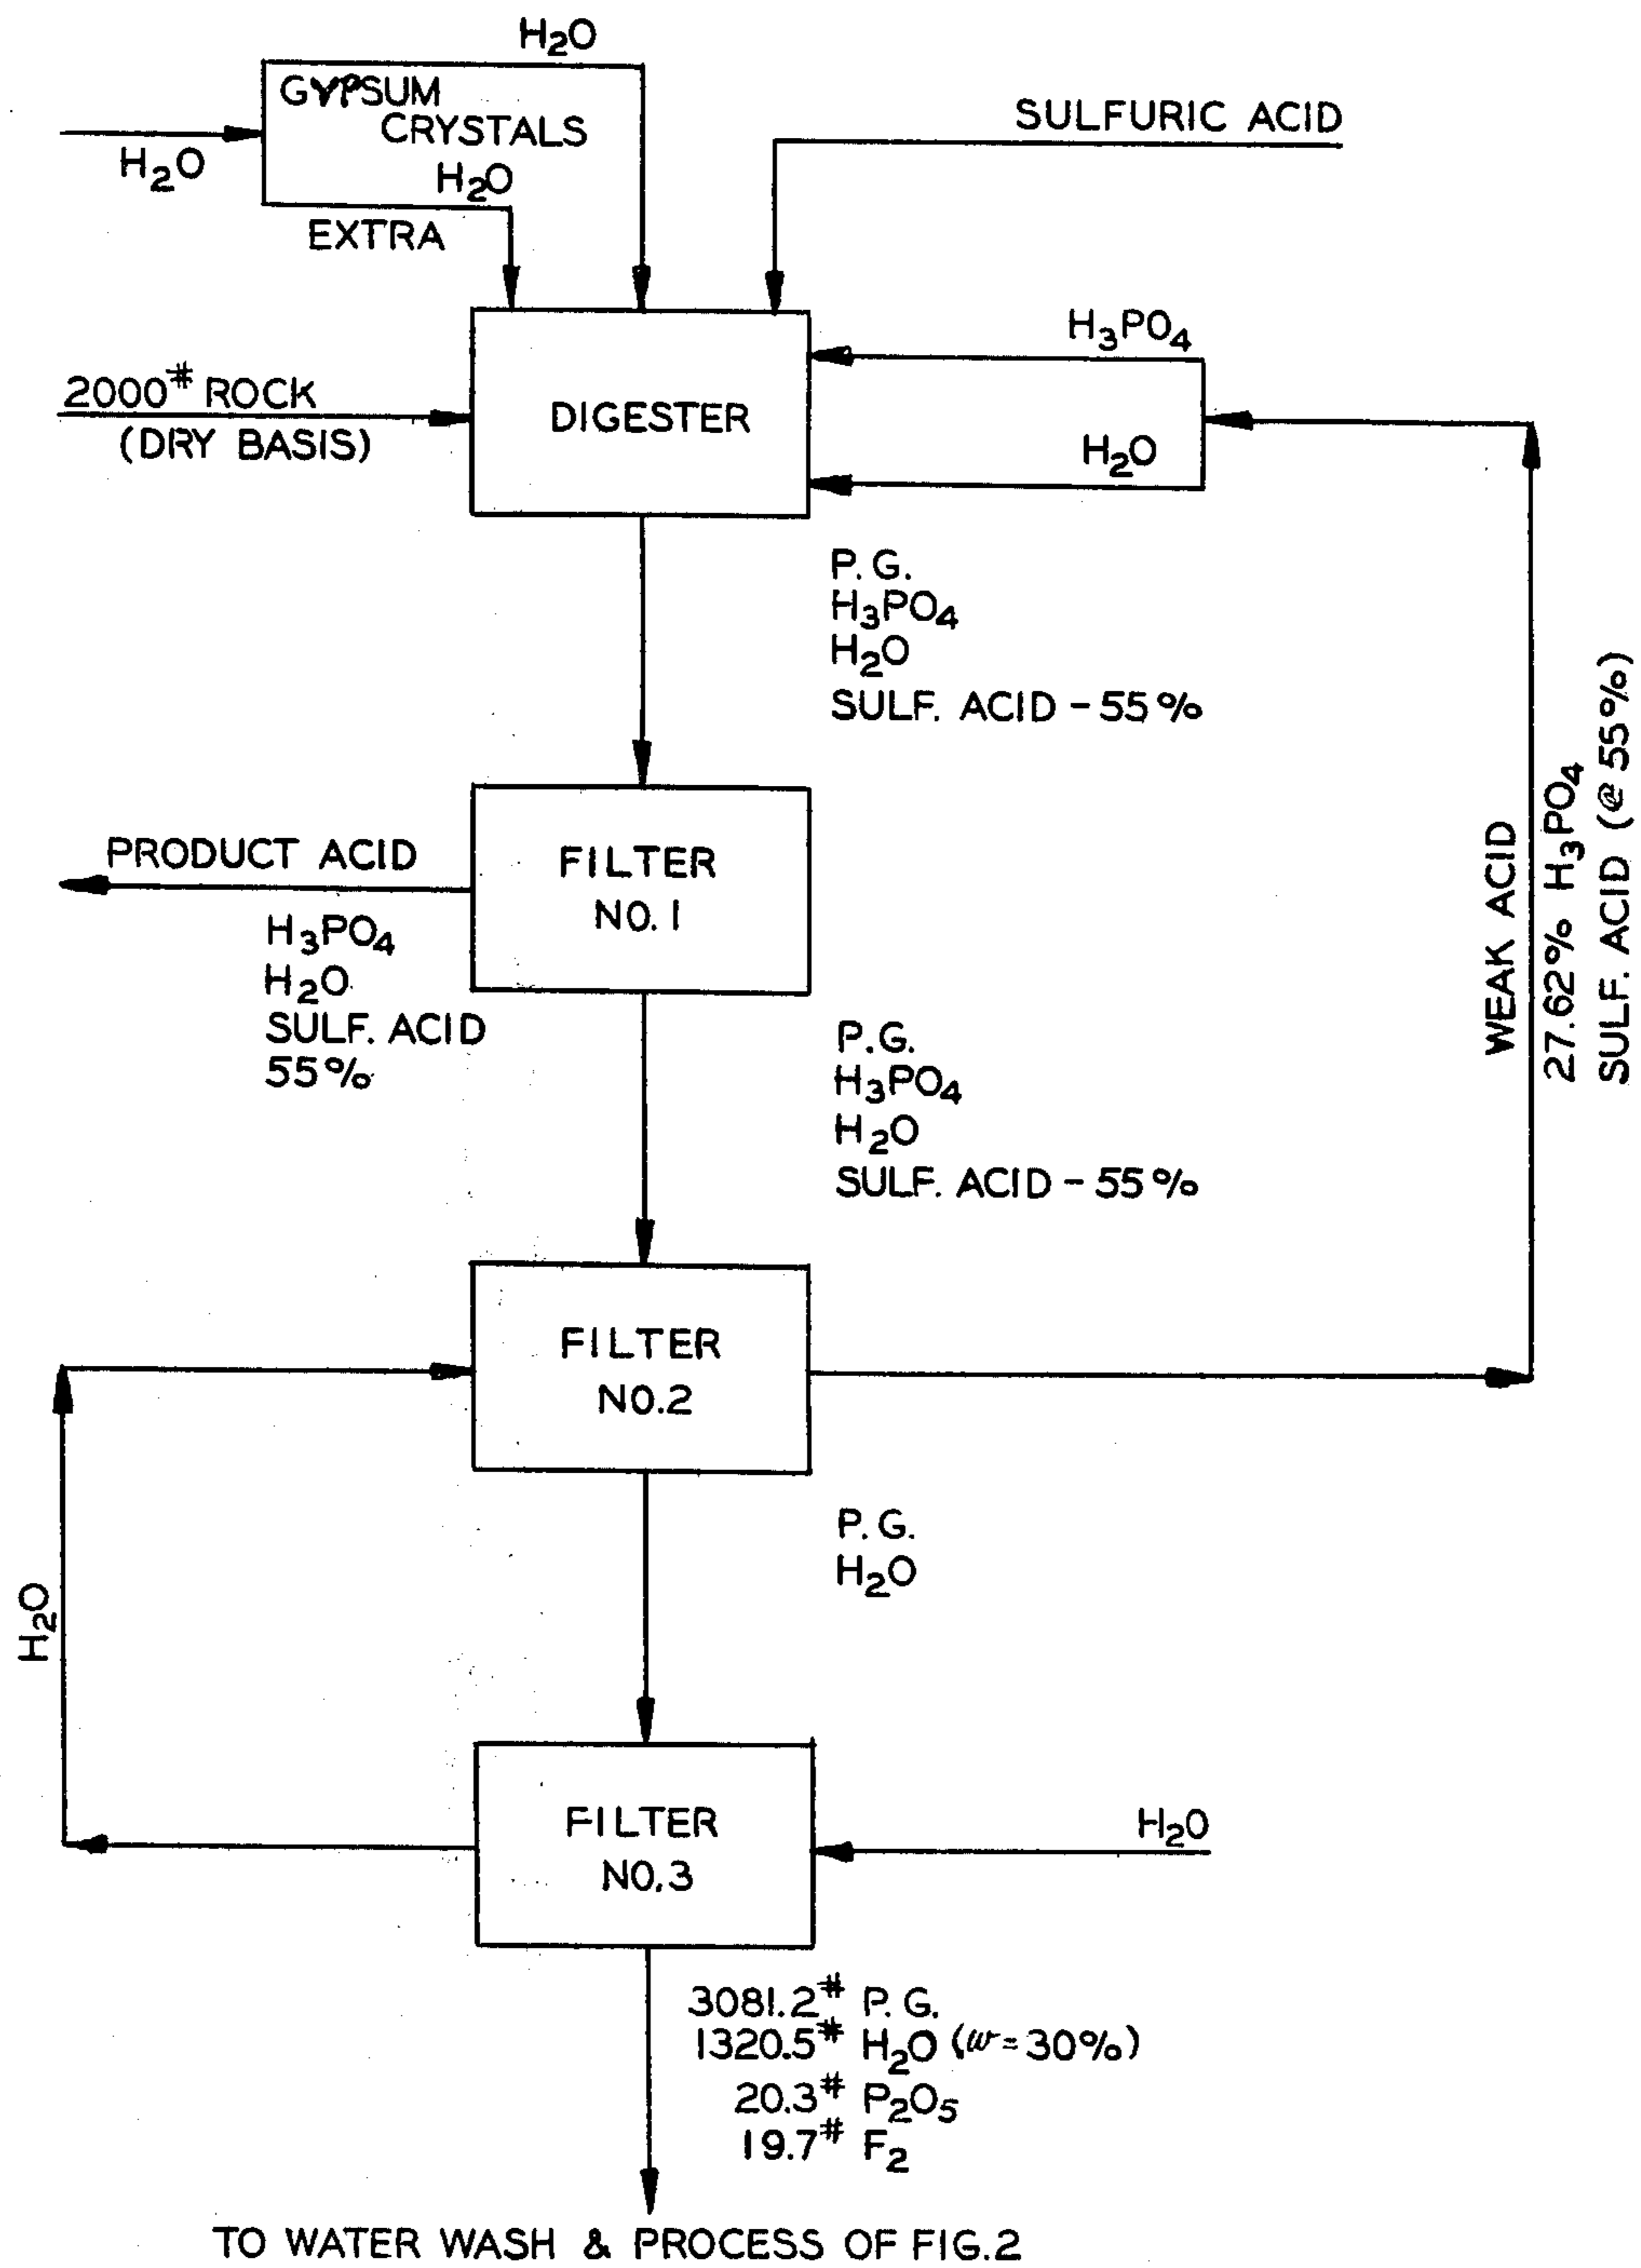 H₂O
GYPSUM
CRYSTALS
H₂O
H₂O
EXTRA
SULFURIC ACID
2000# ROCK
(DRY BASIS)
DIGESTER
H₃PO₄
H₂O
P.G.
H₃PO₄
H₂O
SULF. ACID - 55%
PRODUCT ACID
H₃PO₄
H₂O
SULF. ACID
55%
FILTER
NO. 1
P.G.
H₃PO₄
H₂O
SULF. ACID - 55%
WEAK ACID
27.62% H₃PO₄
SULF. ACID (@ 55%)
FILTER
NO.2
P.G.
H₂O
H₂O
FILTER
NO.3
H₂O
3081.2# P.G.
1320.5# H₂O (w=30%)
20.3# P₂O₅
19.7# F₂
TO WATER WASH & PROCESS OF FIG.2